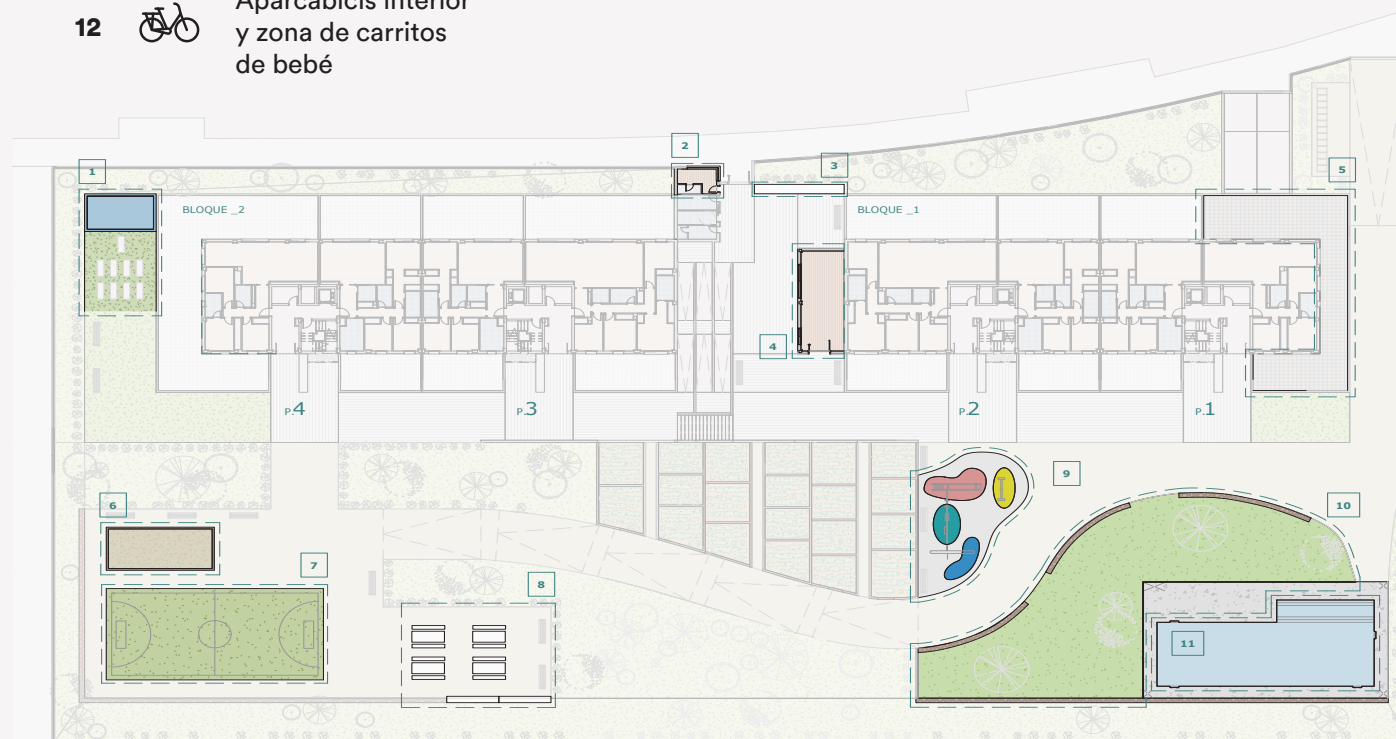 Aparcabicis interior
12 y zona de carritos
de bebé
2
1
3
5
BLOQUE _2
BLOQUE _1
4
P.4
P.3
P.2
P.1
9
6
10
7
8
11